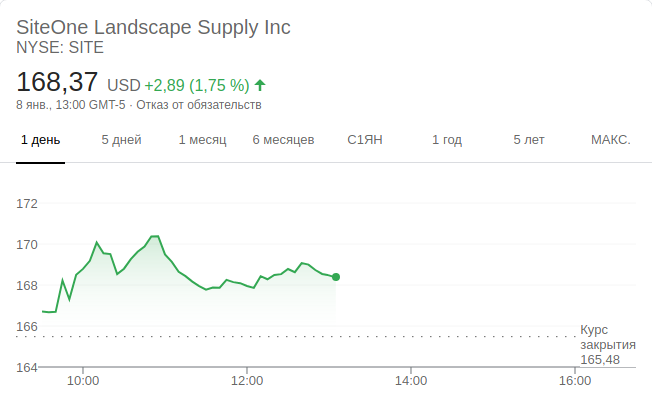 SiteOne Landscape Supply Inc
NYSE: SITE
168,37 USD +2,89 (1,75 %)
8 янв., 13:00 GMT-5 · Отказ от обязательств
1 день 5 дней 1 месяц 6 месяцев С1ЯН 1 год 5 лет МАКС.
172
170
168
166
164
Курс
закрытия
165,48
10:00 12:00 14:00 16:00